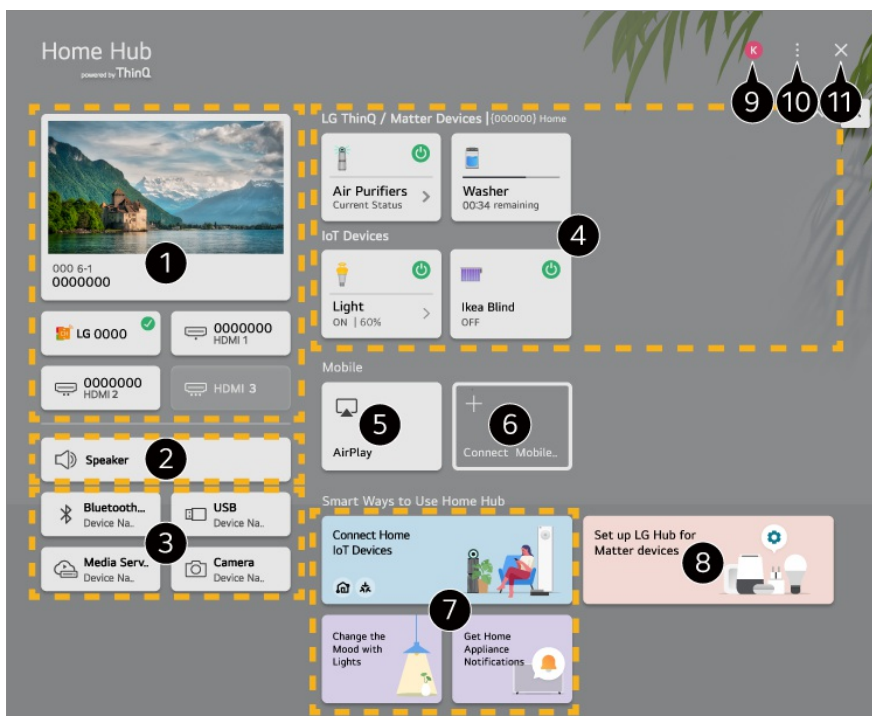 Home Hub
powered by ThinQ
K
9
10
11
LG ThinQ / Matter Devices | {000000} Home
Air Purifiers
Current Status
Washer
00:34 remaining
4
IoT Devices
Light
ON | 60%
Ikea Blind
OFF
1
000 6-1
0000000
LG 0000
0000000
HDMI 1
0000000
HDMI 2
HDMI 3
Mobile
5
AirPlay
6
Connect Mobile..
Speaker
2
Bluetooth...
Device Na..
USB
Device Na..
3
Media Serv..
Device Na..
Camera
Device Na..
Smart Ways to Use Home Hub
Connect Home
IoT Devices
Set up LG Hub for
Matter devices
8
7
Change the
Mood with
Lights
Get Home
Appliance
Notifications